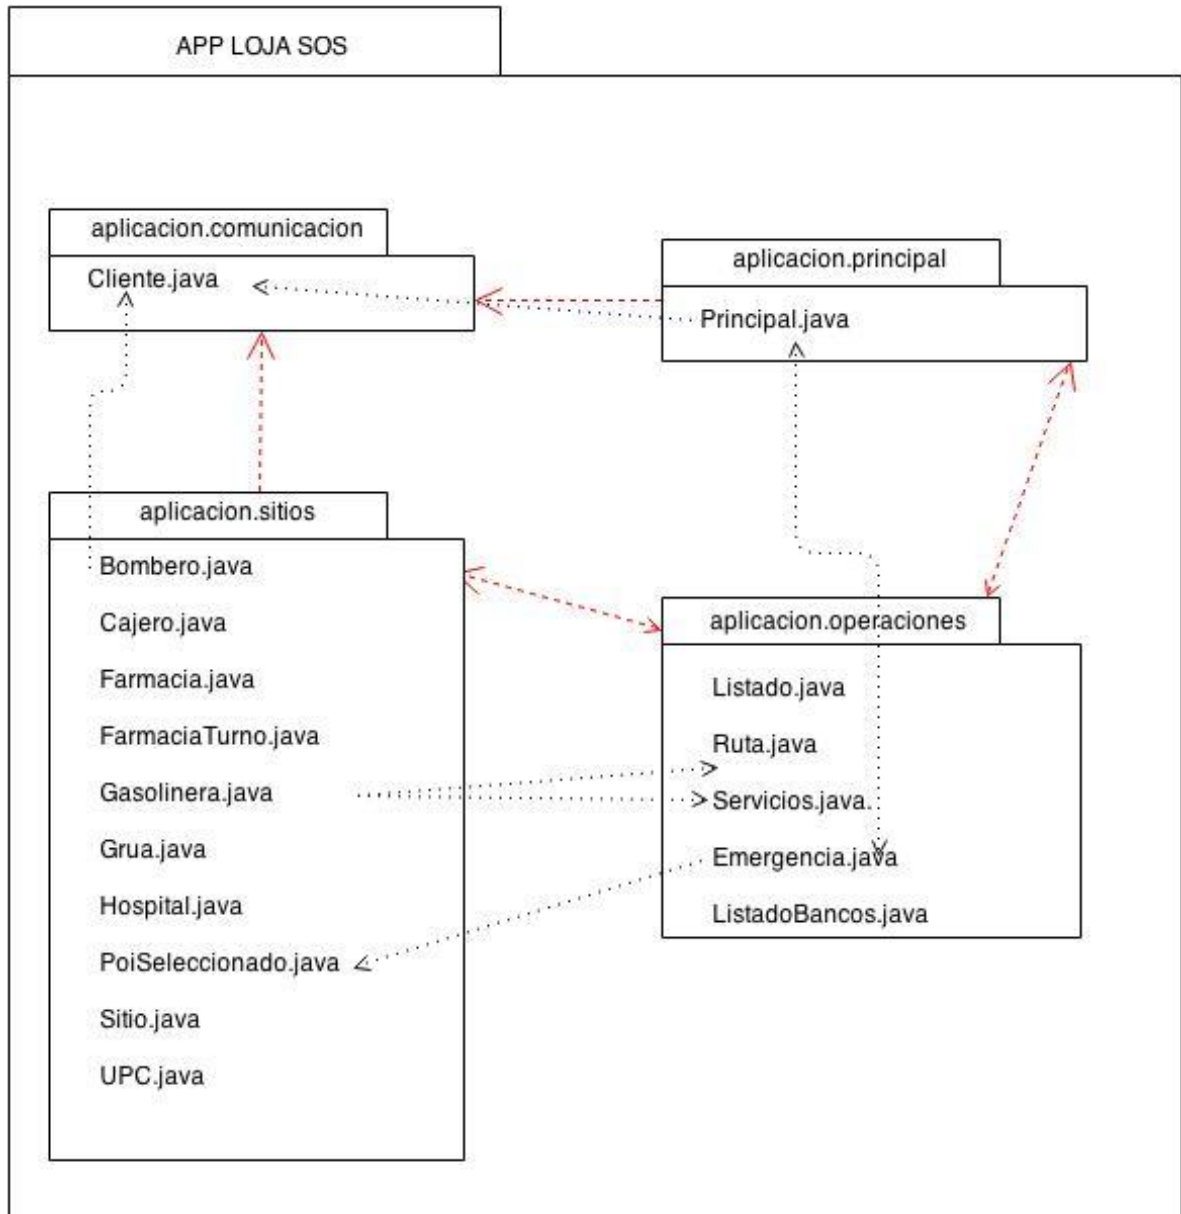 APP LOJA SOS
aplicacion.comunicacion
Cliente.java
aplicacion.principal
Principal.java
aplicacion.sitios
Bombero.java
Cajero.java
Farmacia.java
FarmaciaTurno.java
Gasolinera.java
Grua.java
Hospital.java
PoiSeleccionado.java
Sitio.java
UPC.java
aplicacion.operaciones
Listado.java
Ruta.java
Servicios.java.
Emergencia.java
ListadoBancos.java